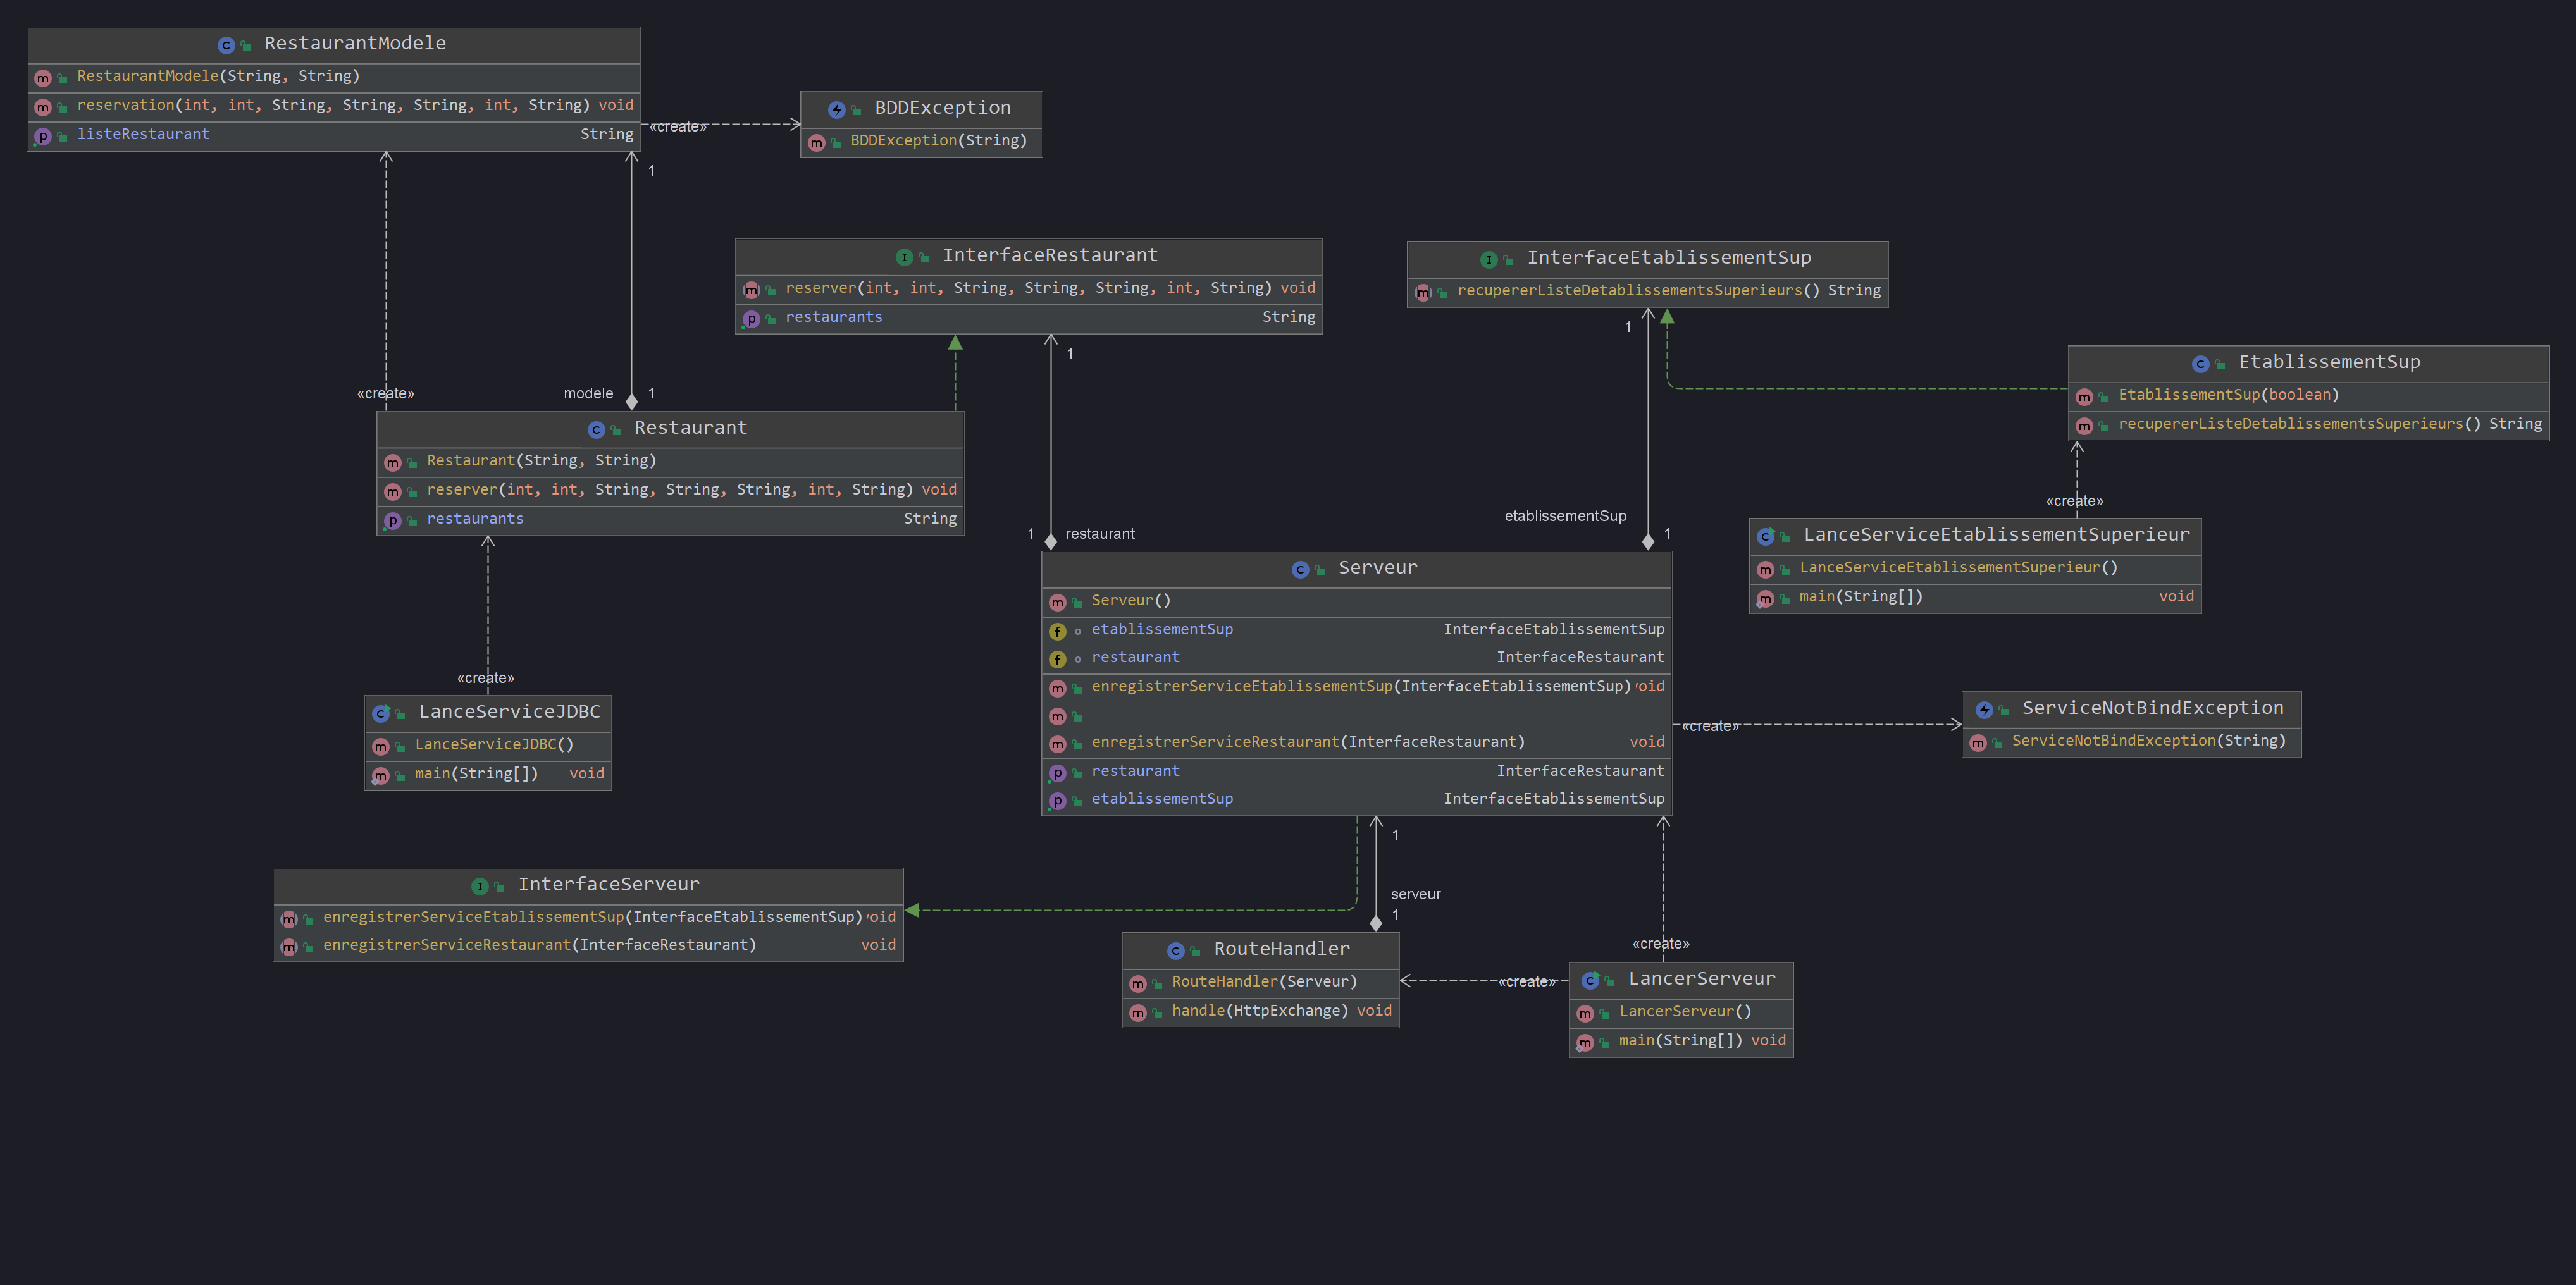 RestaurantModele
RestaurantModele(String, String)
reservation(int, int, String, String, String, int, String) void
listeRestaurant String
«create»
BDDException
BDDException(String)
1
InterfaceRestaurant
reserver(int, int, String, String, String, int, String) void
restaurants String
1
InterfaceEtablissementSup
recupererListeDetablissementsSuperieurs() String
1
EtablissementSup
EtablissementSup(boolean)
recupererListeDetablissementsSuperieurs() String
«create»
modele 1
Restaurant
Restaurant(String, String)
reserver(int, int, String, String, String, int, String) void
restaurants String
«create»
LanceServiceEtablissementSuperieur
LanceServiceEtablissementSuperieur()
main(String[]) void
1 restaurant
etablissementSup 1
Serveur
Serveur()
etablissementSup InterfaceEtablissementSup
restaurant InterfaceRestaurant
enregistrerServiceEtablissementSup(InterfaceEtablissementSup) oid
enregistrerServiceRestaurant(InterfaceRestaurant) void
restaurant InterfaceRestaurant
etablissementSup InterfaceEtablissementSup
«create»
LanceServiceJDBC
LanceServiceJDBC()
main(String[]) void
«create»
ServiceNotBindException
ServiceNotBindException(String)
1
InterfaceServeur
enregistrerServiceEtablissementSup(InterfaceEtablissementSup) oid
enregistrerServiceRestaurant(InterfaceRestaurant) void
serveur
1
RouteHandler
RouteHandler(Serveur)
handle(HttpExchange) void
«create»
«create»
LancerServeur
LancerServeur()
main(String[]) void